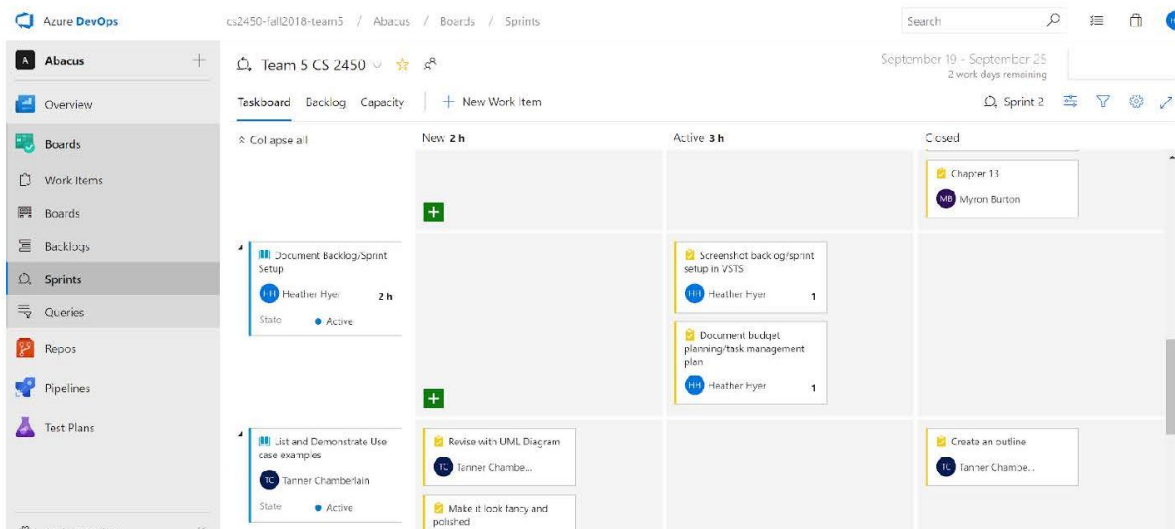 Azure DevOps
cs2450-fall2018-team5 / Abacus / Boards / Sprints
Search
A Abacus
Team 5 CS 2450
September 19 - September 25
2 work days remaining
Overview
Taskboard Backlog Capacity
+ New Work Item
Sprint 2
Boards
Collapse all
New 2 h
Active 3 h
Closed
Work Items
Chapter 13
MB Myron Burton
Boards
Backlogs
Document Backlog/Sprint
Setup
HH Heather Hyer 2 h
State Active
Screenshot backlog/sprint
setup in VSTS
HH Heather Hyer 1
Sprints
Queries
Document budget
planning/task management
plan
HH Heather Hyer 1
Repos
Pipelines
Test Plans
List and Demonstrate Use
case examples
TC Tanner Chamberlain
State Active
Revise with UML Diagram
TC Tanner Chambe...
Make it look fancy and
polished
Create an outline
TC Tanner Chambe...